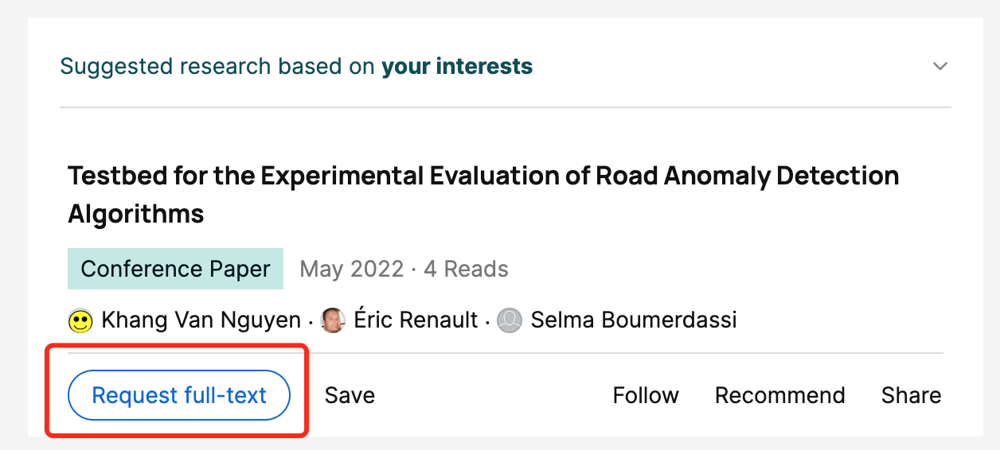 Suggested research based on your interests
Testbed for the Experimental Evaluation of Road Anomaly Detection
Algorithms
Conference Paper May 2022 · 4 Reads
Khang Van Nguyen · Éric Renault · Selma Boumerdassi
Request full-text Save Follow Recommend Share